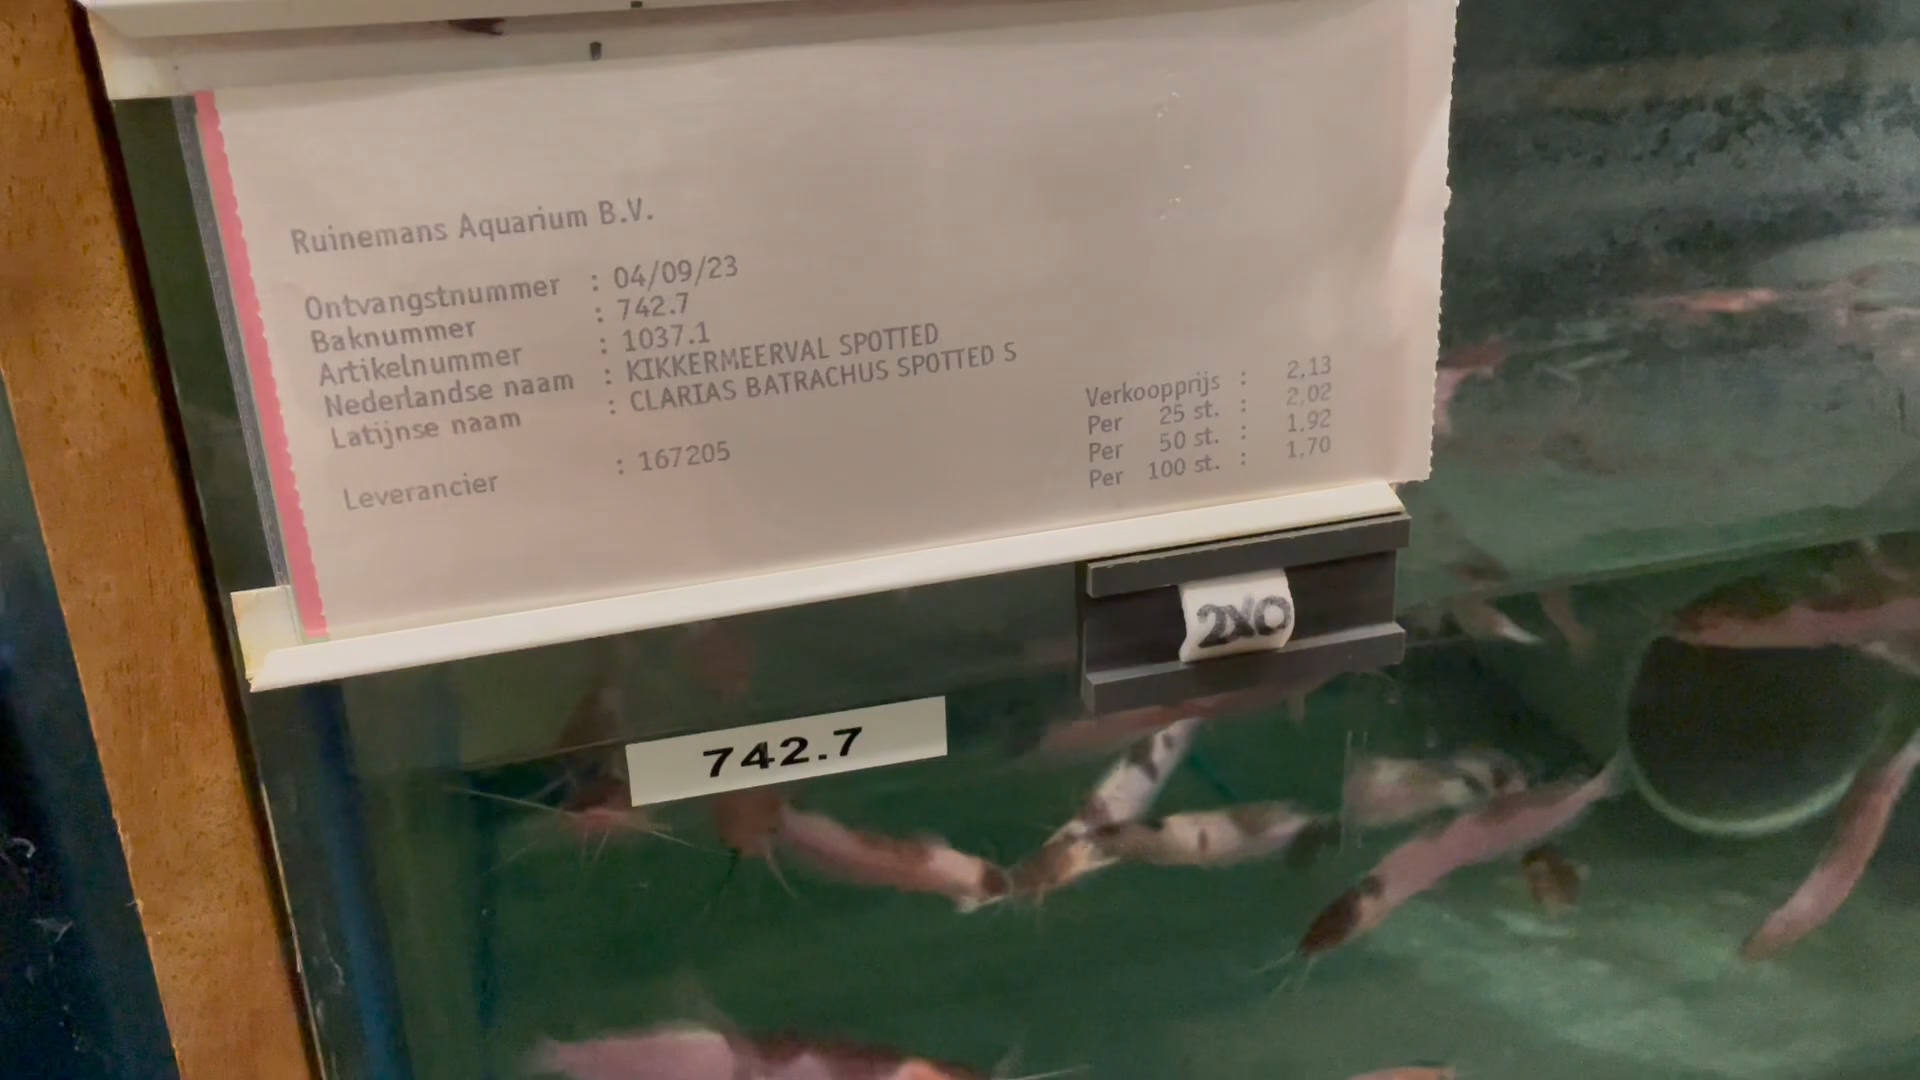 Ruinemans Aquarium B.V.
Ontvangstnummer : 04/09/23
Baknummer : 742.7
Artikelnummer : 1037.1
Nederlandse naam : KIKKERMEERVAL SPOTTED
Latijnse naam : CLARIAS BATRACHUS SPOTTED S
Leverancier : 167205
Verkoopprijs : 2,13
Per 25 st. : 2,02
Per 50 st. : 1,92
Per 100 st. : 1,70
2XO
742.7